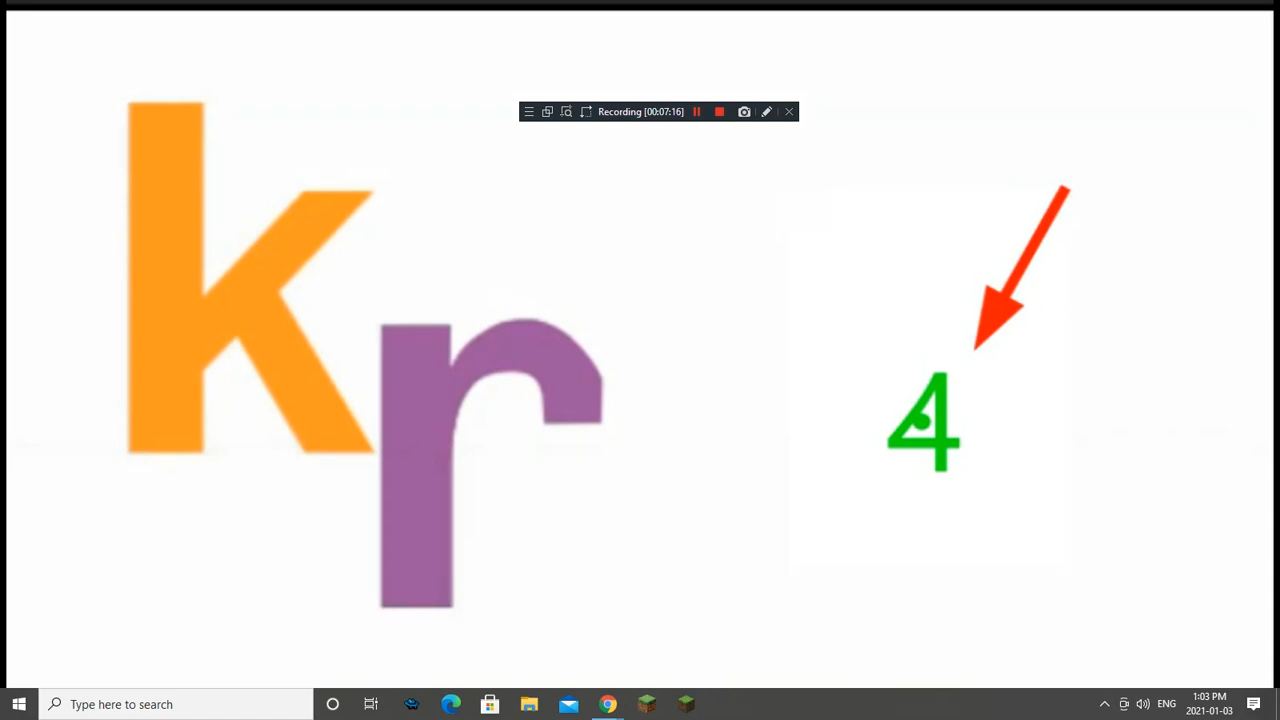 Recording [00:07:16]
kr
4
Type here to search
ENG
1:03 PM
2021-01-03